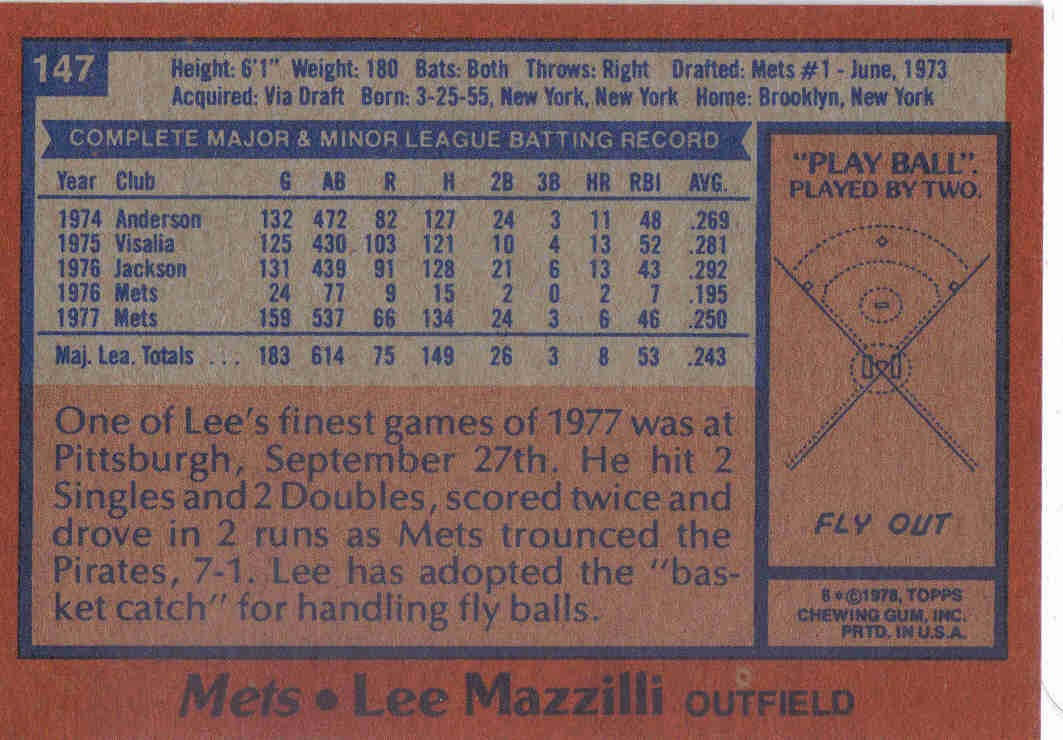 147
Height: 6'1" Weight: 180 Bats: Both Throws: Right Drafted: Mets #1 - June, 1973
Acquired: Via Draft Born: 3-25-55, New York, New York Home: Brooklyn, New York
COMPLETE MAJOR & MINOR LEAGUE BATTING RECORD
Year Club G AB R H 2B 3B HR RBI AVG.
1974 Anderson 132 472 82 127 24 3 11 48 .269
1975 Visalia 125 430 103 121 10 4 13 52 .281
1976 Jackson 131 439 91 128 21 6 13 43 .292
1976 Mets 24 77 9 15 2 0 2 7 .195
1977 Mets 159 537 66 134 24 3 6 46 .250
Maj. Lea. Totals ... 183 614 75 149 26 3 8 53 .243
One of Lee's finest games of 1977 was at
Pittsburgh, September 27th. He hit 2
Singles and 2 Doubles, scored twice and
drove in 2 runs as Mets trounced the
Pirates, 7-1. Lee has adopted the "bas-
ket catch" for handling fly balls.
"PLAY BALL".
PLAYED BY TWO.
FLY OUT
6 * ©1978, TOPPS
CHEWING GUM, INC.
PRTD. IN U.S.A.
Mets • Lee Mazzilli OUTFIELD